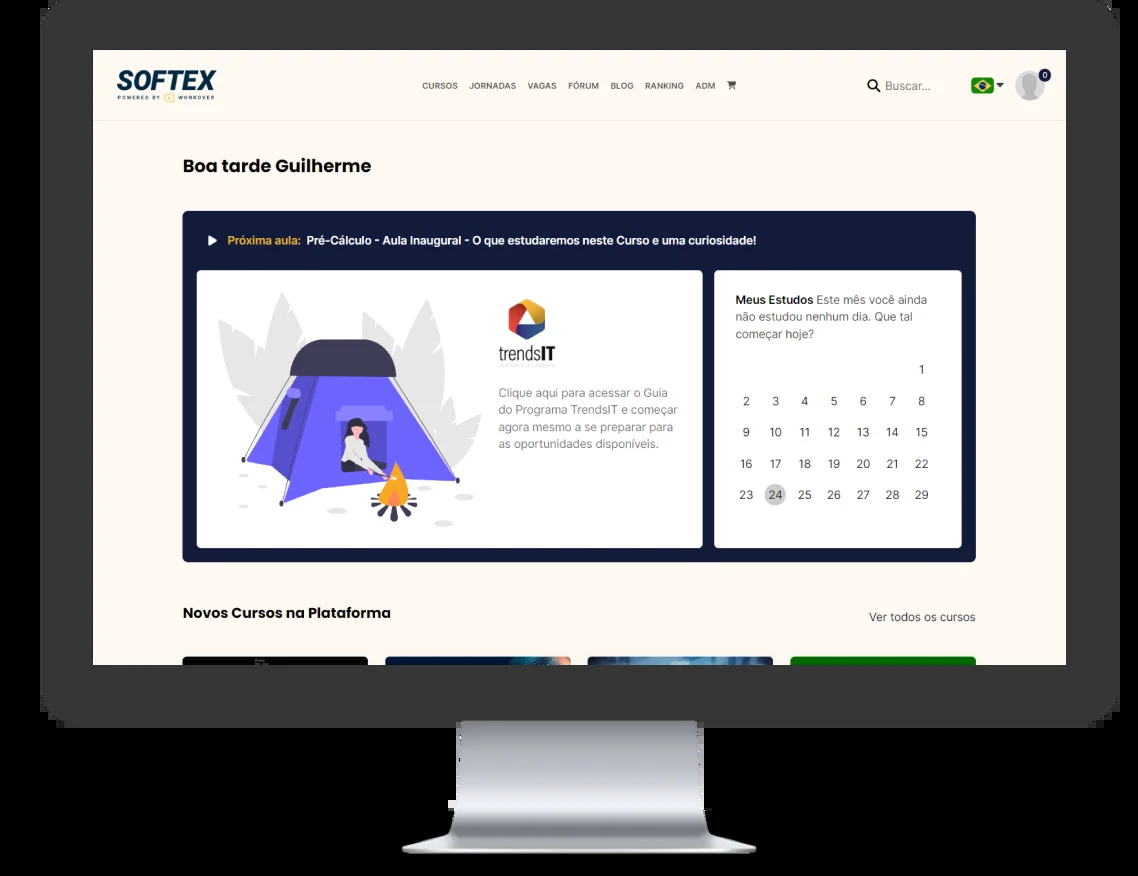 SOFTEX
POWERED BY WORKOVER
CURSOS JORNADAS VAGAS FÓRUM BLOG RANKING ADM
Buscar...
0
Boa tarde Guilherme
Próxima aula: Pré-Cálculo - Aula Inaugural - O que estudaremos neste Curso e uma curiosidade!
trendsIT
Clique aqui para acessar o Guia
do Programa TrendsIT e começar
agora mesmo a se preparar para
as oportunidades disponíveis.
Meus Estudos Este mês você ainda
não estudou nenhum dia. Que tal
começar hoje?
1
2 3 4 5 6 7 8
9 10 11 12 13 14 15
16 17 18 19 20 21 22
23 24 25 26 27 28 29
Novos Cursos na Plataforma
Ver todos os cursos